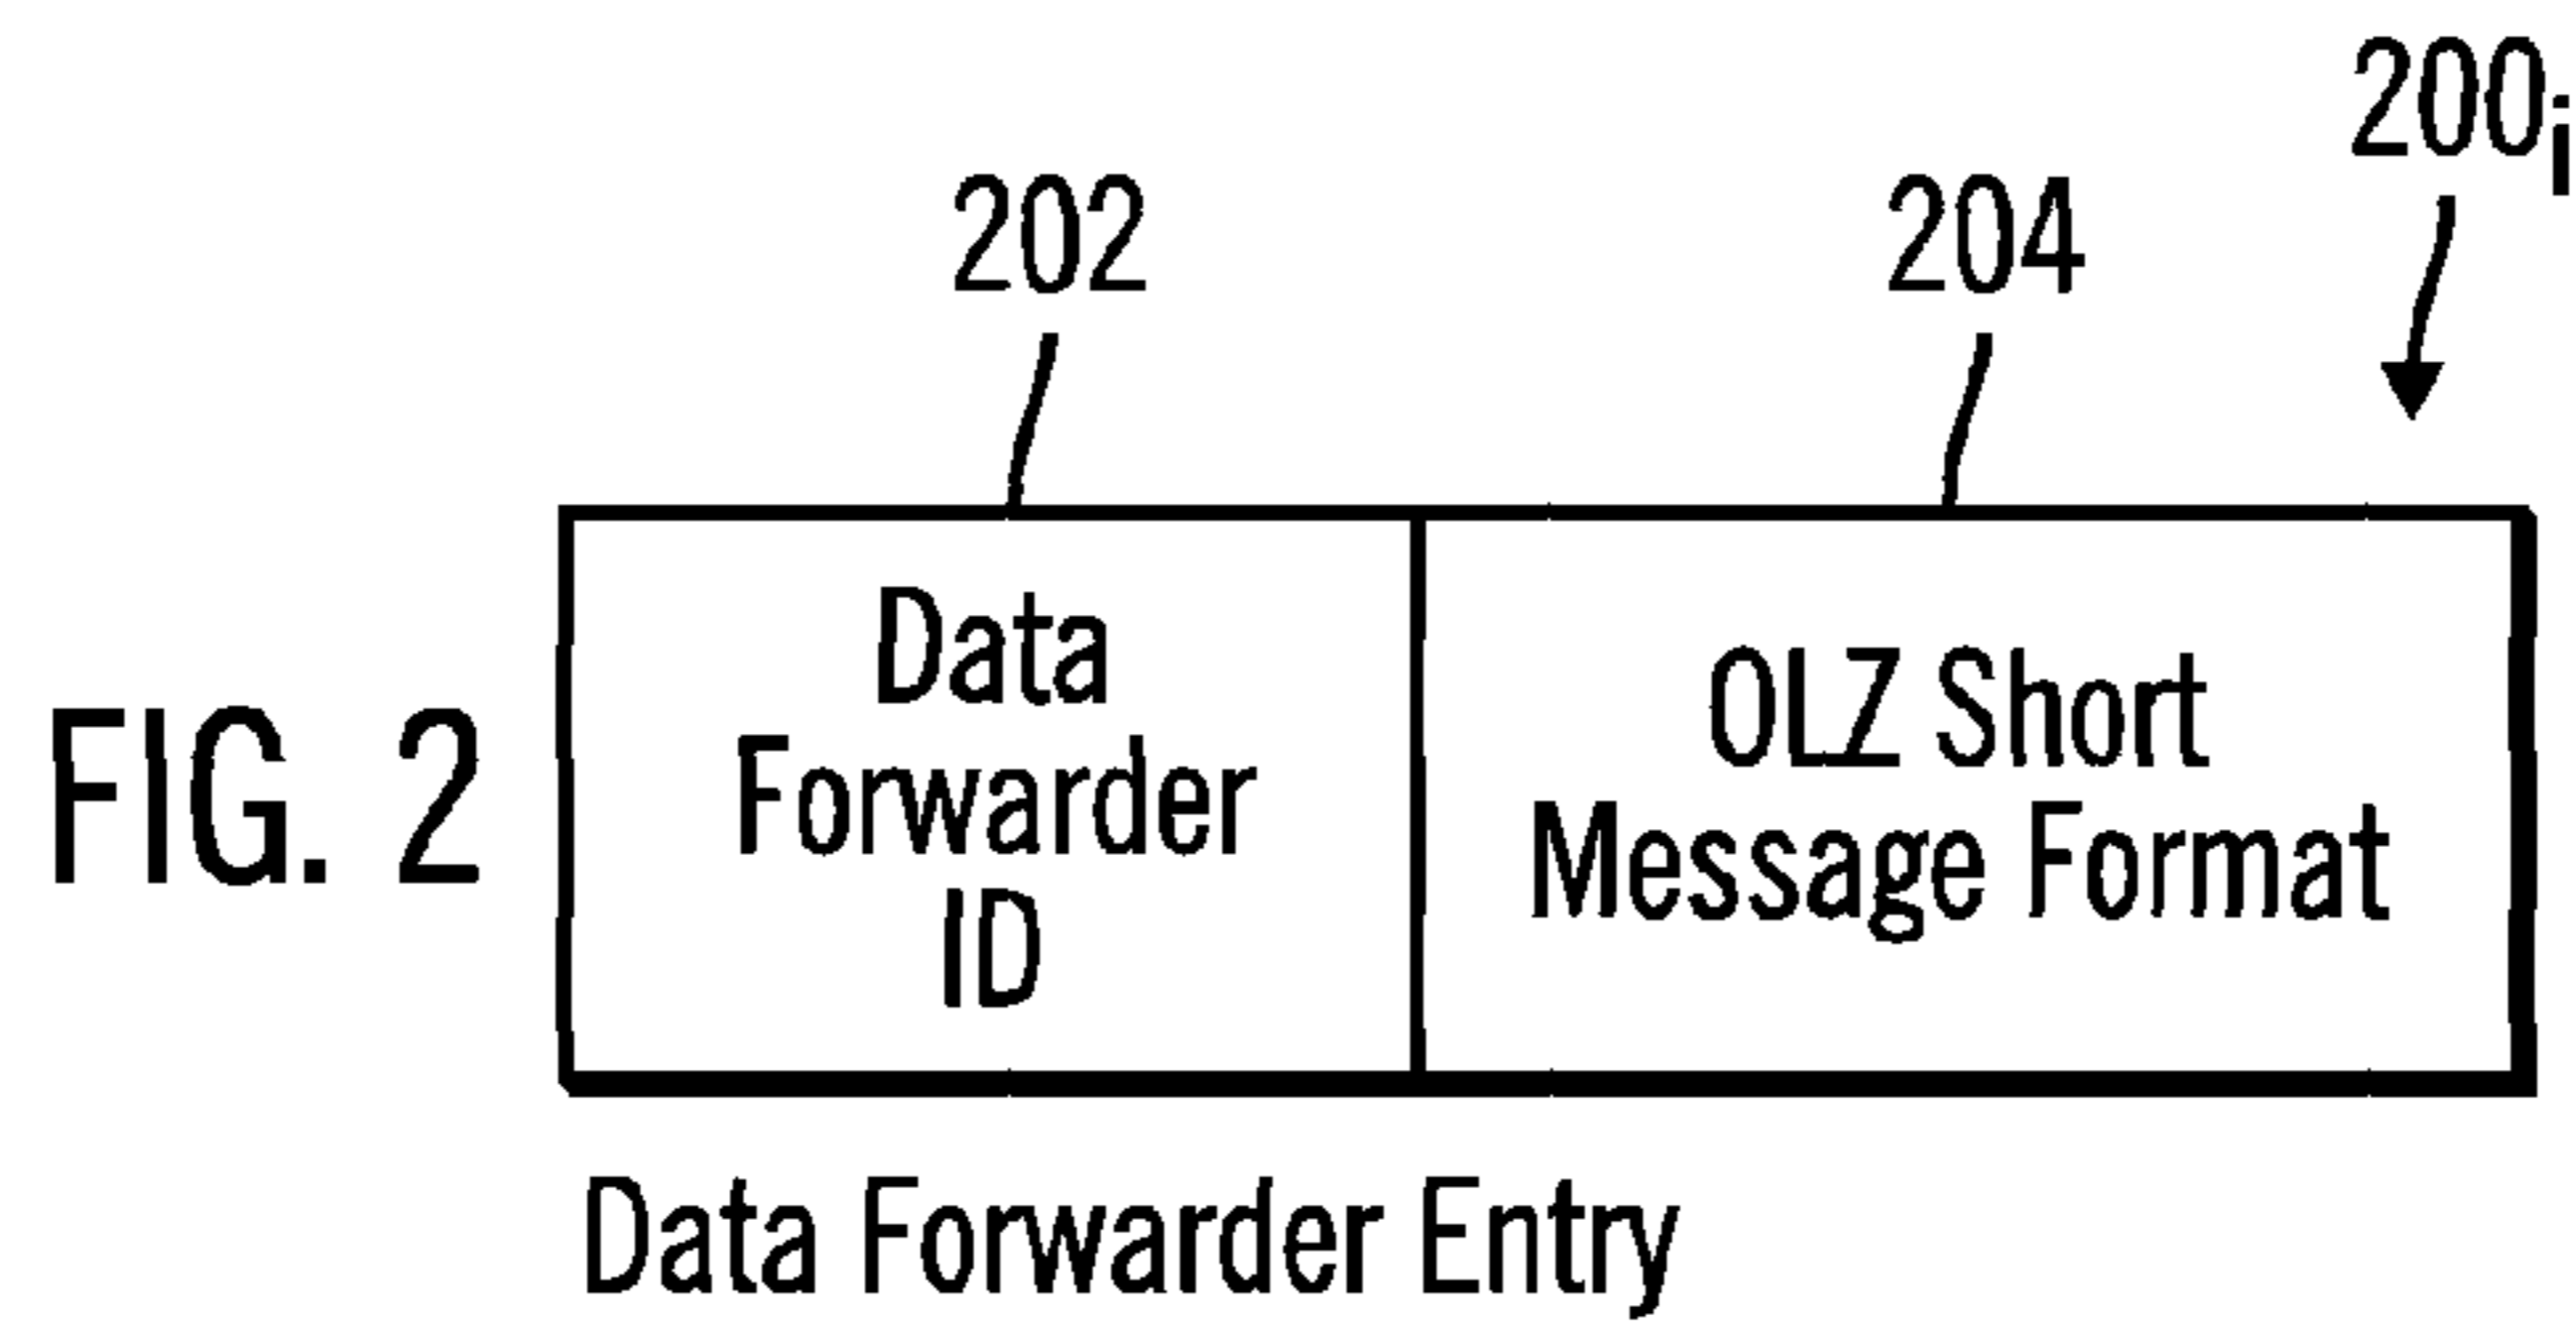 200i
202
204
Data
Forwarder
ID
OLZ Short
Message Format
FIG. 2
Data Forwarder Entry